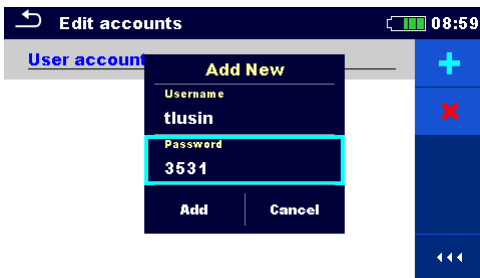 Edit accounts
08:59
User account
Add New
Username
tlusin
Password
3531
Add
Cancel